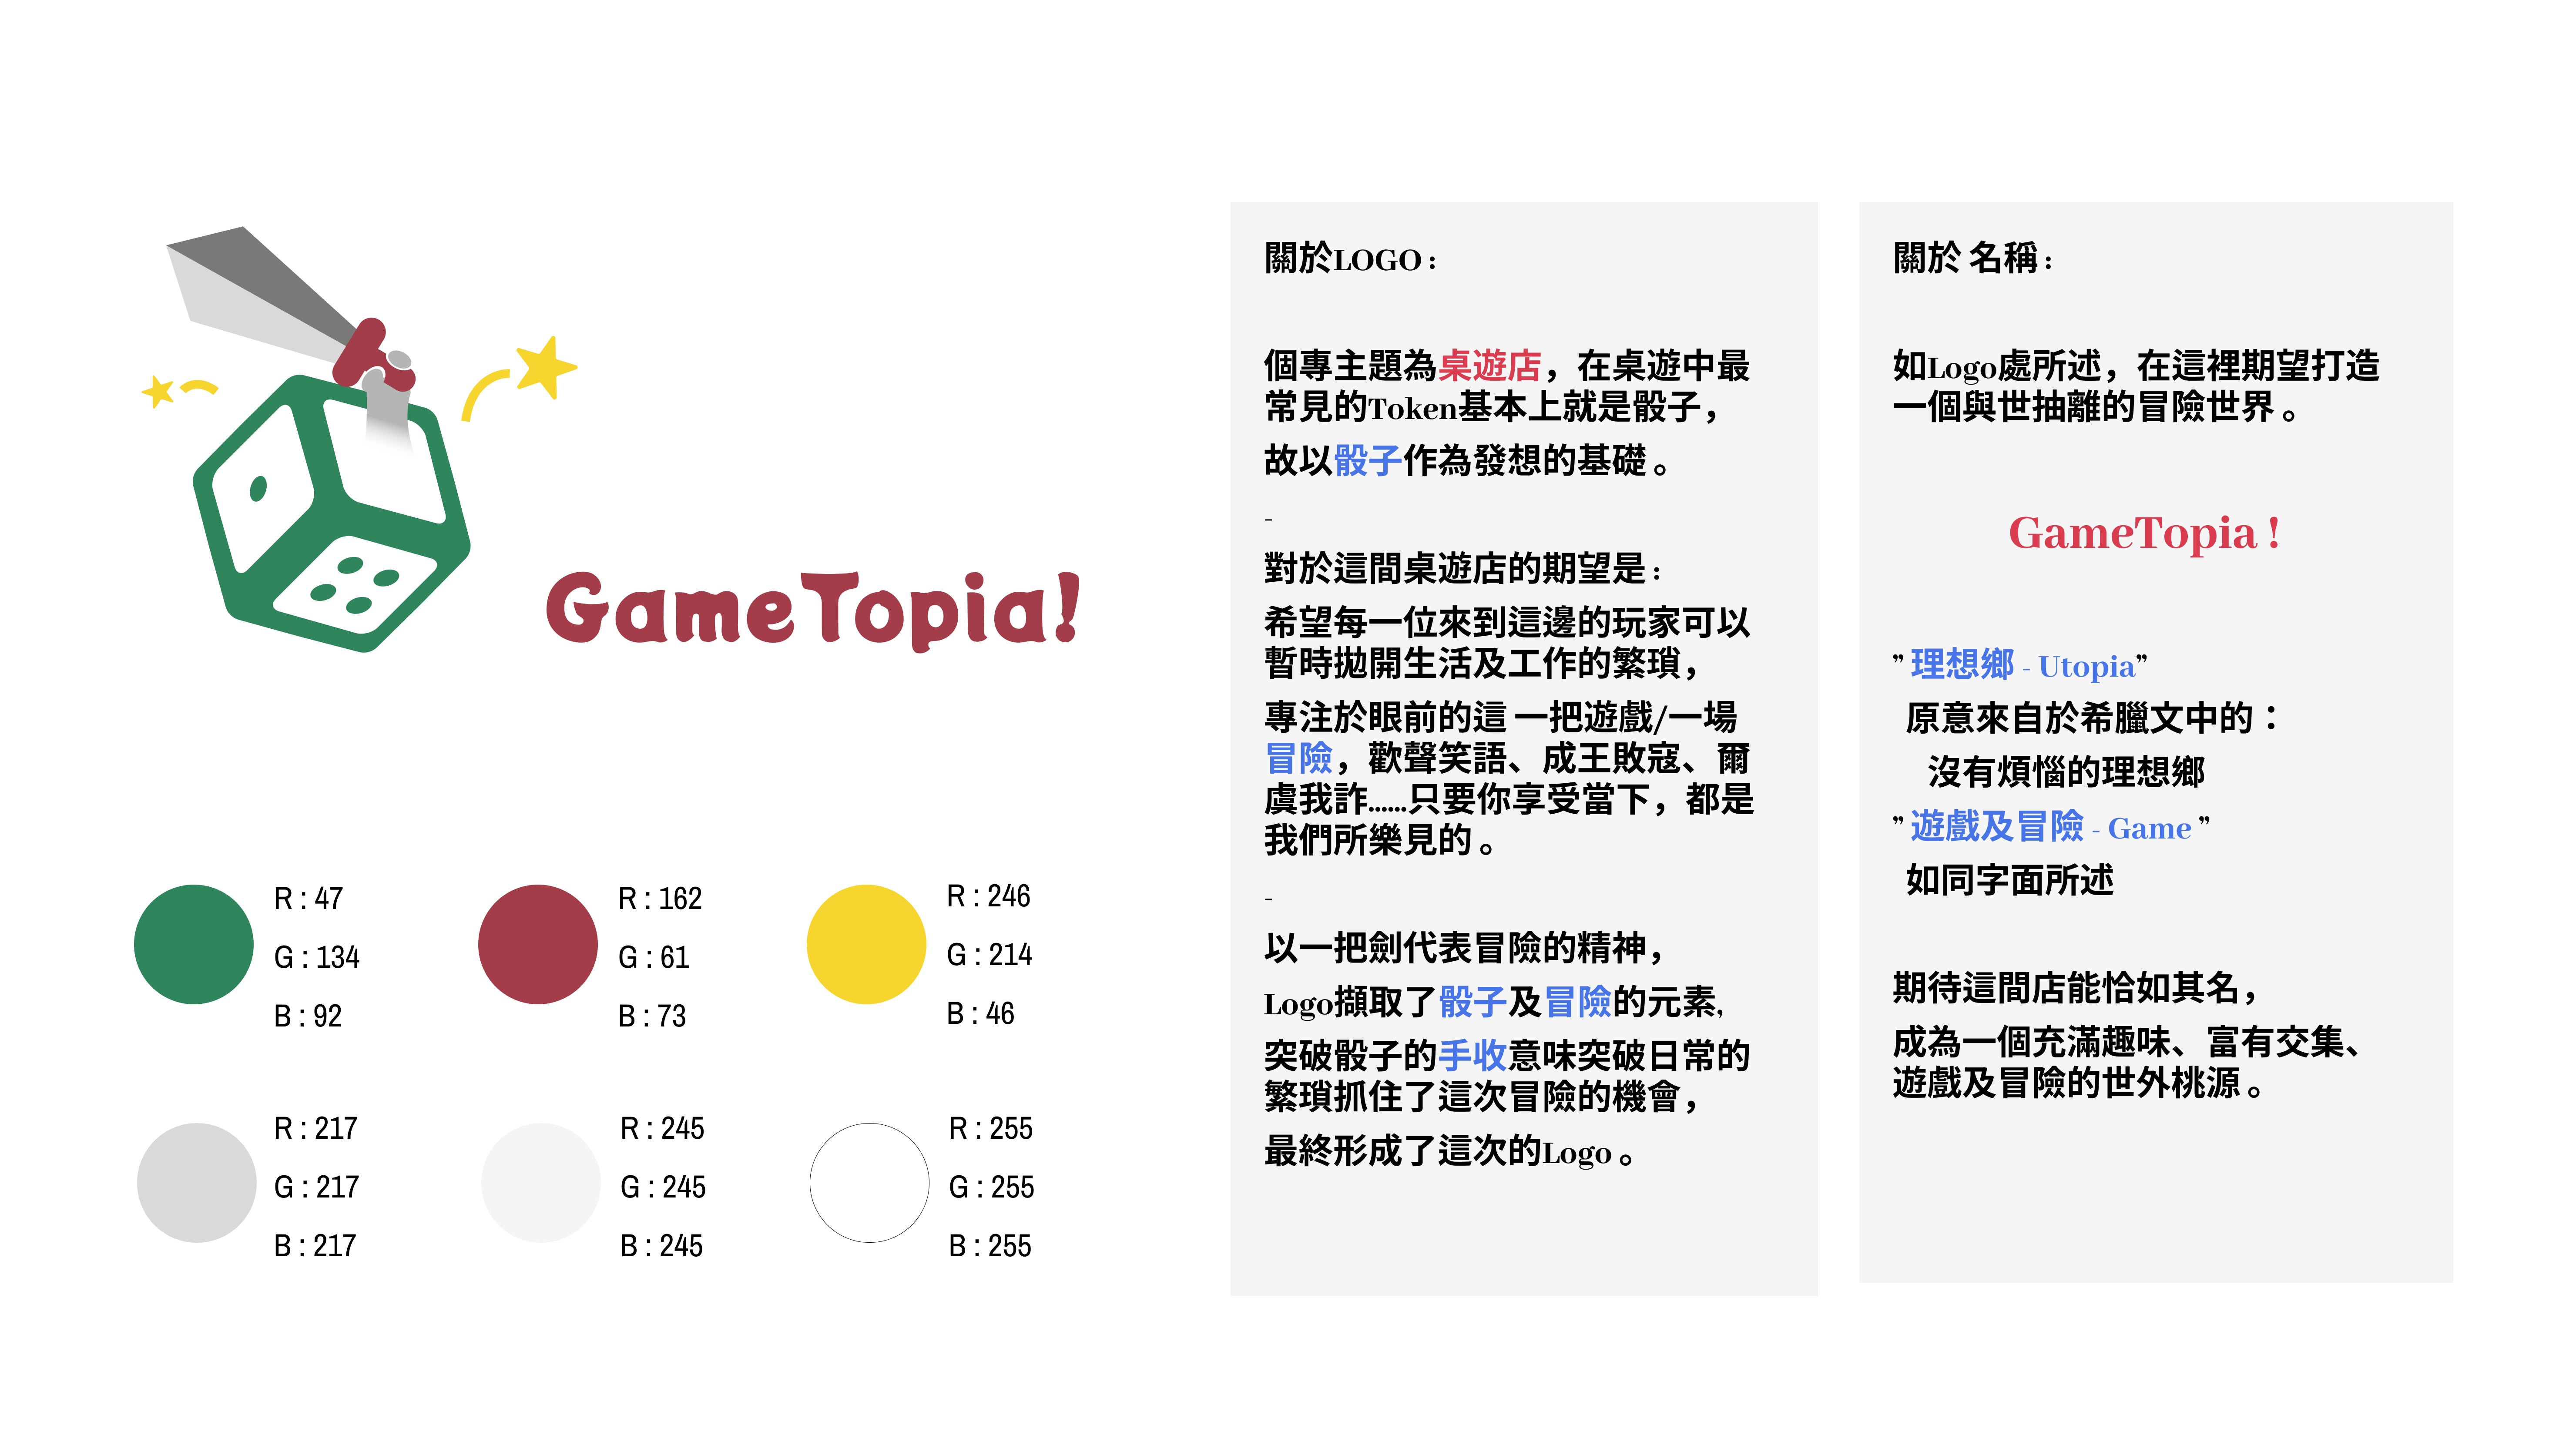 GameTopia!
R : 47
G : 134
B : 92
R : 162
G : 61
B : 73
R : 246
G : 214
B : 46
R : 217
G : 217
B : 217
R : 245
G : 245
B : 245
R : 255
G : 255
B : 255
關於LOGO :
個專主題為桌遊店，在桌遊中最
常見的Token基本上就是骰子，
故以骰子作為發想的基礎 。
-
對於這間桌遊店的期望是 :
希望每一位來到這邊的玩家可以
暫時拋開生活及工作的繁瑣，
專注於眼前的這 一把遊戲/一場
冒險，歡聲笑語、成王敗寇、爾
虞我詐......只要你享受當下，都是
我們所樂見的 。
-
以一把劍代表冒險的精神，
Logo擷取了骰子及冒險的元素,
突破骰子的手收意味突破日常的
繁瑣抓住了這次冒險的機會，
最終形成了這次的Logo 。
關於 名稱 :
如Logo處所述，在這裡期望打造
一個與世抽離的冒險世界 。
GameTopia !
” 理想鄉 - Utopia”
原意來自於希臘文中的：
沒有煩惱的理想鄉
” 遊戲及冒險 - Game ”
如同字面所述
期待這間店能恰如其名，
成為一個充滿趣味、富有交集、
遊戲及冒險的世外桃源 。